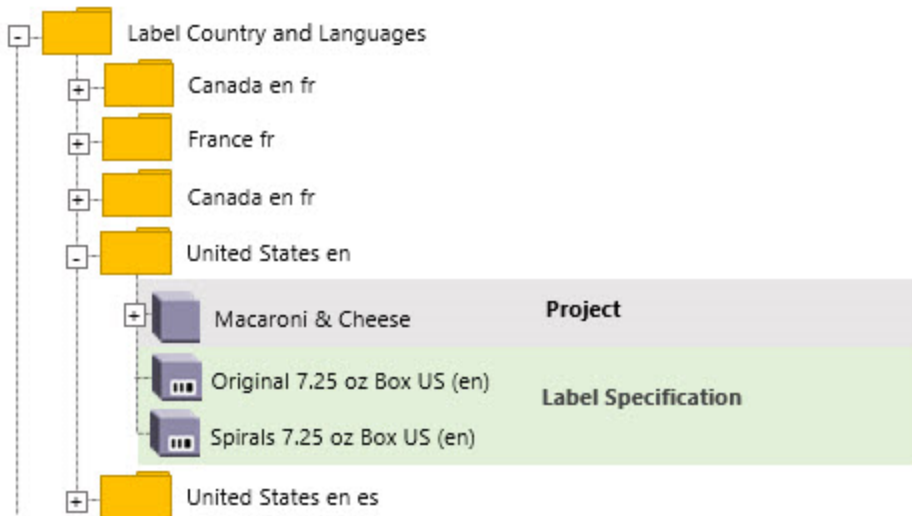 Label Country and Languages
Canada en fr
France fr
Canada en fr
United States en
Macaroni & Cheese Project
Original 7.25 oz Box US (en)
Label Specification
Spirals 7.25 oz Box US (en)
United States en es